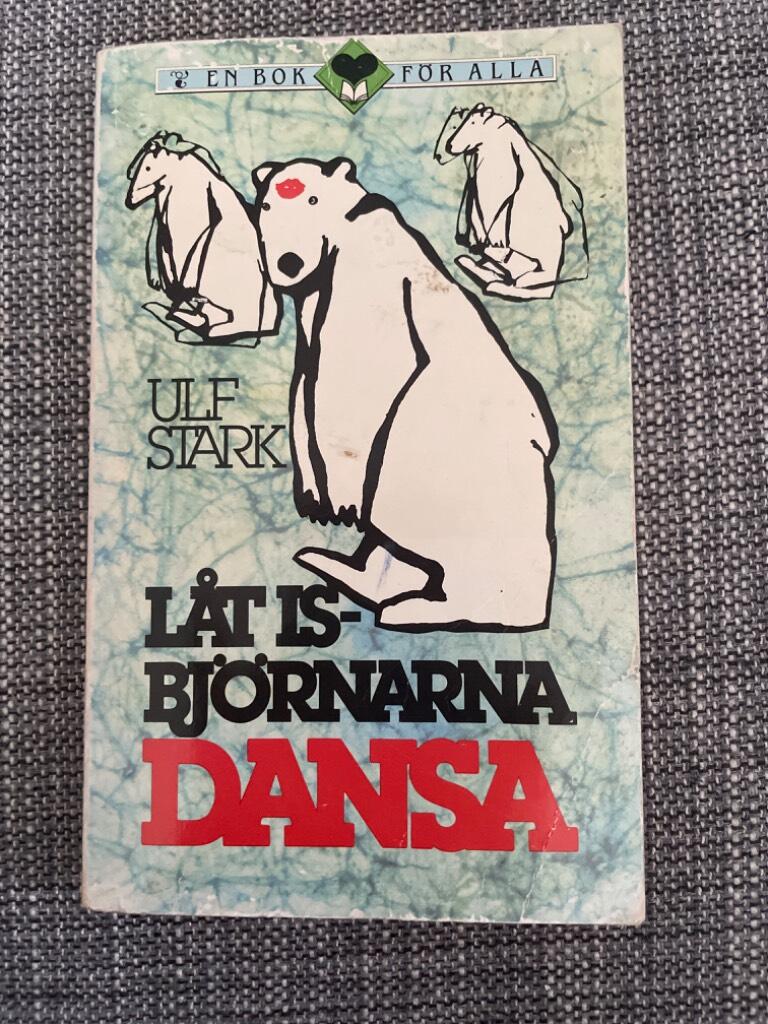 EN BOK FÖR ALLA
ULF
STARK
LÅT IS-
BJÖRNARNA
DANSA